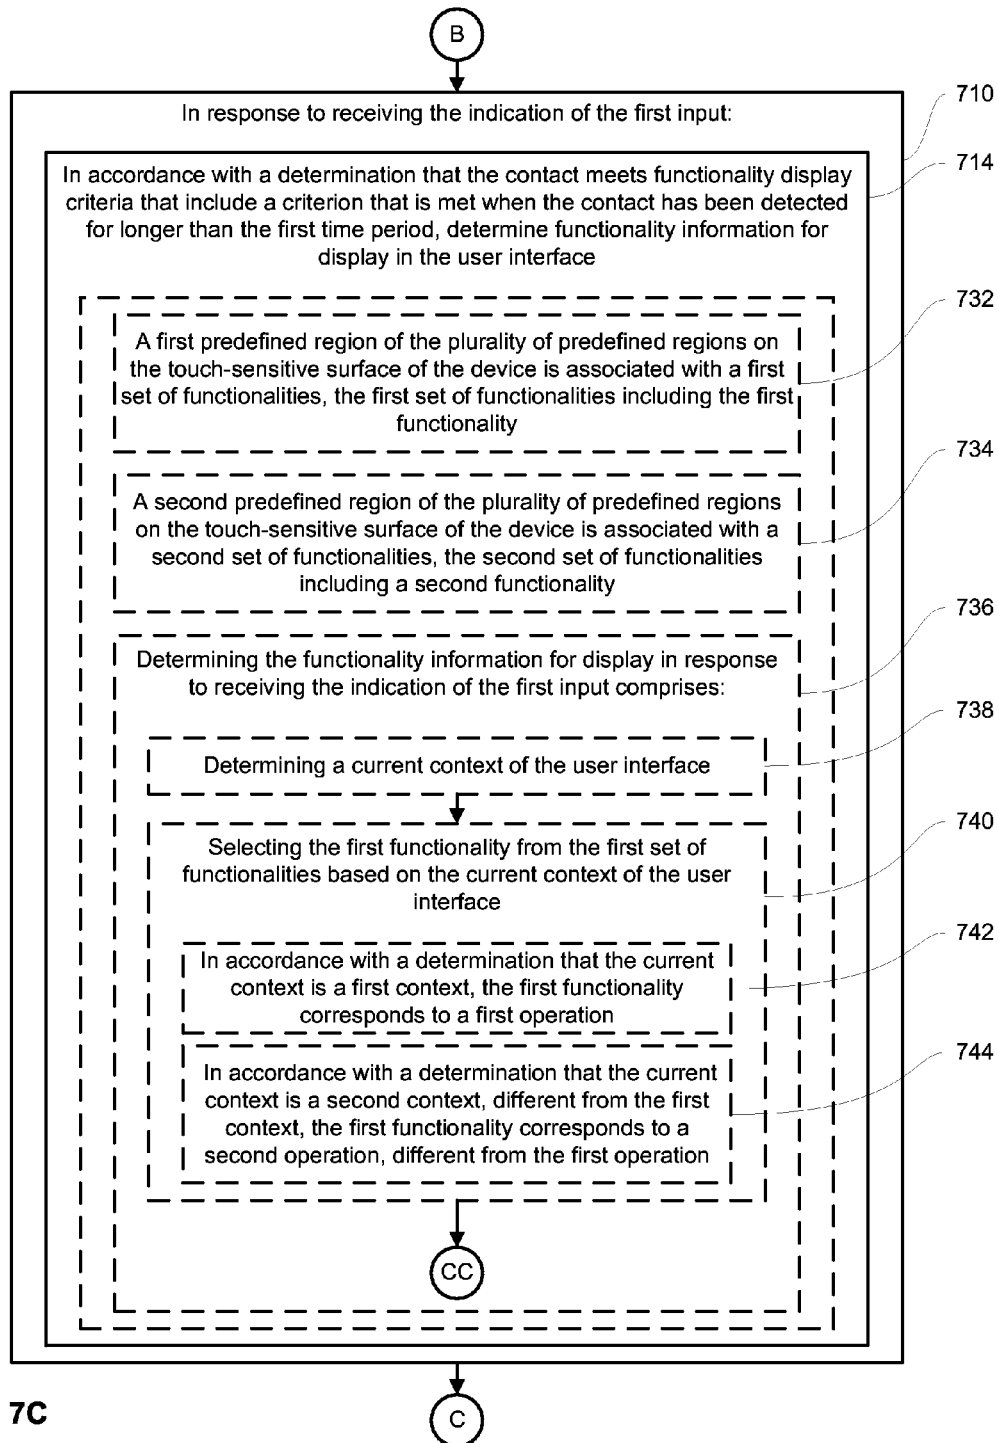 B
In response to receiving the indication of the first input:
710
714
In accordance with a determination that the contact meets functionality display
criteria that include a criterion that is met when the contact has been detected
for longer than the first time period, determine functionality information for
display in the user interface
732
A first predefined region of the plurality of predefined regions on
the touch-sensitive surface of the device is associated with a first
set of functionalities, the first set of functionalities including the first
functionality
734
A second predefined region of the plurality of predefined regions
on the touch-sensitive surface of the device is associated with a
second set of functionalities, the second set of functionalities
including a second functionality
736
Determining the functionality information for display in response
to receiving the indication of the first input comprises:
738
Determining a current context of the user interface
740
Selecting the first functionality from the first set of
functionalities based on the current context of the user
interface
742
In accordance with a determination that the current
context is a first context, the first functionality
corresponds to a first operation
744
In accordance with a determination that the current
context is a second context, different from the first
context, the first functionality corresponds to a
second operation, different from the first operation
CC
7C
C